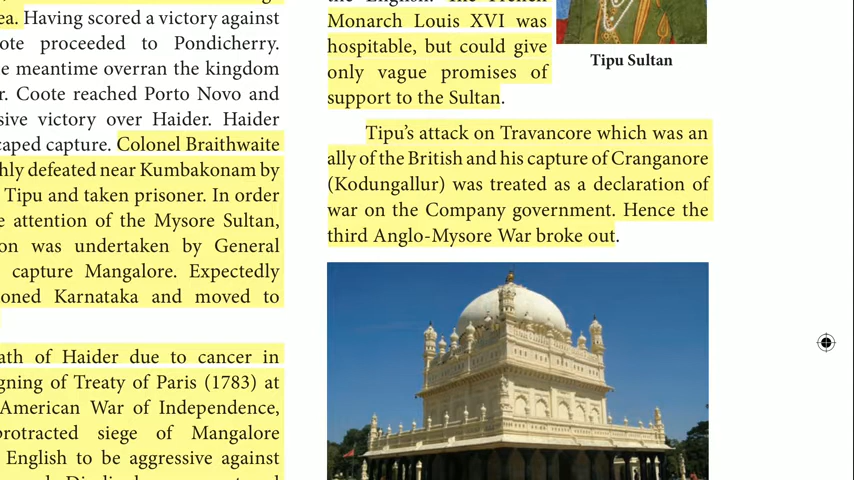 ea. Having scored a victory against
ote proceeded to Pondicherry.
e meantime overran the kingdom
r. Coote reached Porto Novo and
sive victory over Haider. Haider
caped capture. Colonel Braithwaite
hly defeated near Kumbakonam by
Tipu and taken prisoner. In order
e attention of the Mysore Sultan,
on was undertaken by General
capture Mangalore. Expectedly
oned Karnataka and moved to
ath of Haider due to cancer in
gning of Treaty of Paris (1783) at
American War of Independence,
protracted siege of Mangalore
English to be aggressive against
Monarch Louis XVI was
hospitable, but could give
only vague promises of
support to the Sultan.
Tipu Sultan
Tipu's attack on Travancore which was an
ally of the British and his capture of Cranganore
(Kodungallur) was treated as a declaration of
war on the Company government. Hence the
third Anglo-Mysore War broke out.